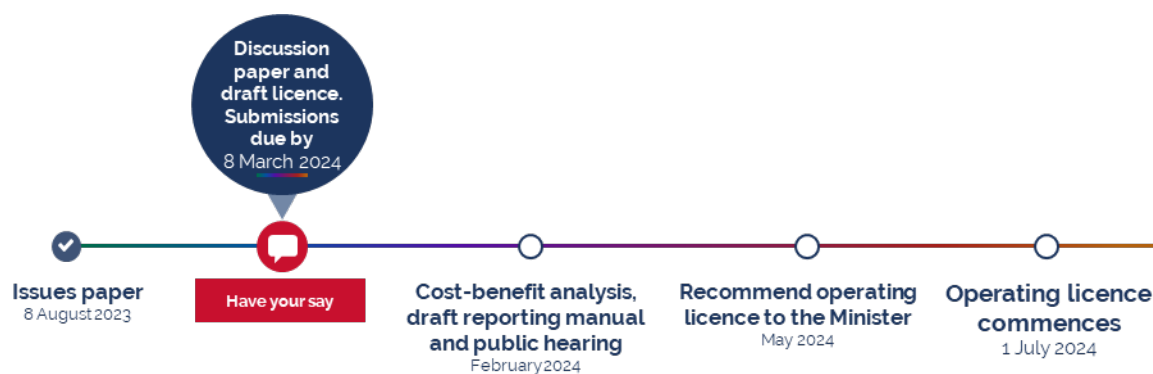 Discussion
paper and
draft licence.
Submissions
due by
8 March 2024
Issues paper
8 August 2023
Have your say
Cost-benefit analysis,
draft reporting manual
and public hearing
February 2024
Recommend operating
licence to the Minister
May 2024
Operating licence
commences
1 July 2024